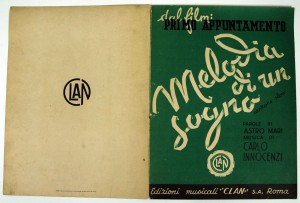 CLAN
dal film:
PRIMO APPUNTAMENTO
Melodia
di un
sogno
PAROLE DI
ASTRO MARI
MUSICA DI
CARLO
INNOCENZI
CLAN
Edizioni musicali "CLAN" S.A. Roma